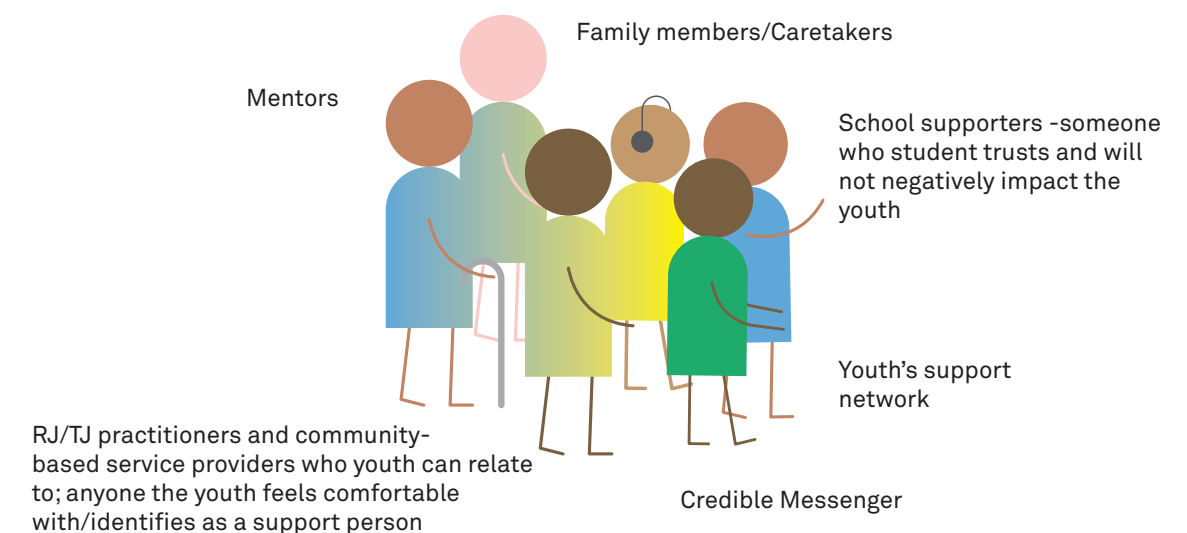 Family members/Caretakers
Mentors
School supporters -someone
who student trusts and will
not negatively impact the
youth
Youth’s support
network
RJ/TJ practitioners and community-
based service providers who youth can relate
to; anyone the youth feels comfortable
with/identifies as a support person
Credible Messenger